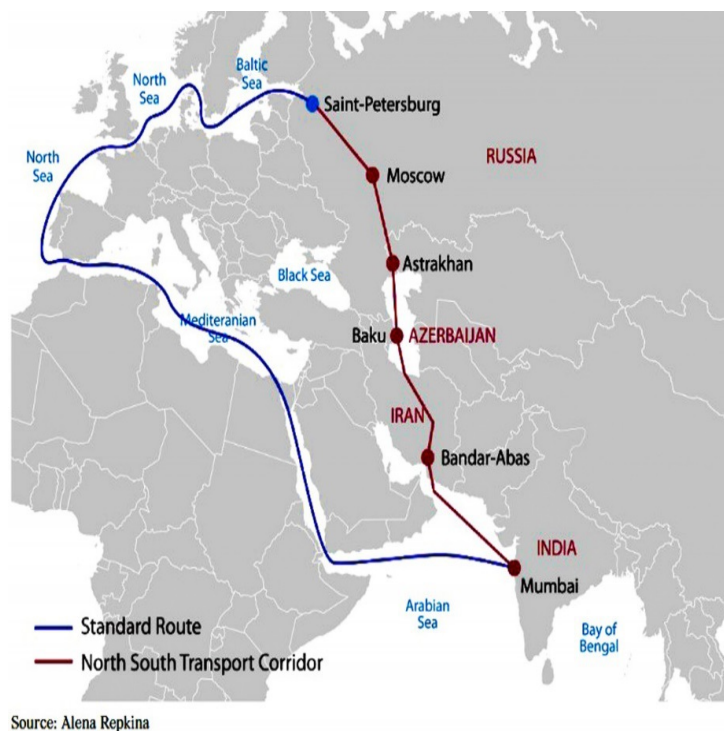 Baltic
Sea
North
Sea
Saint-Petersburg
North
Sea
RUSSIA
Moscow
Astrakhan
Black Sea
Mediteranian
Sea
Baku
AZERBAIJAN
IRAN
Bandar-Abas
INDIA
Mumbai
Arabian
Sea
Bay of
Bengal
Standard Route
North South Transport Corridor
Source: Alena Repkina